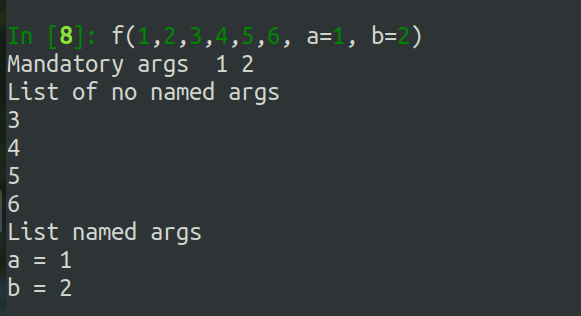 In [8]: f(1,2,3,4,5,6, a=1, b=2)
Mandatory args  1 2
List of no named args
3
4
5
6
List named args
a = 1
b = 2